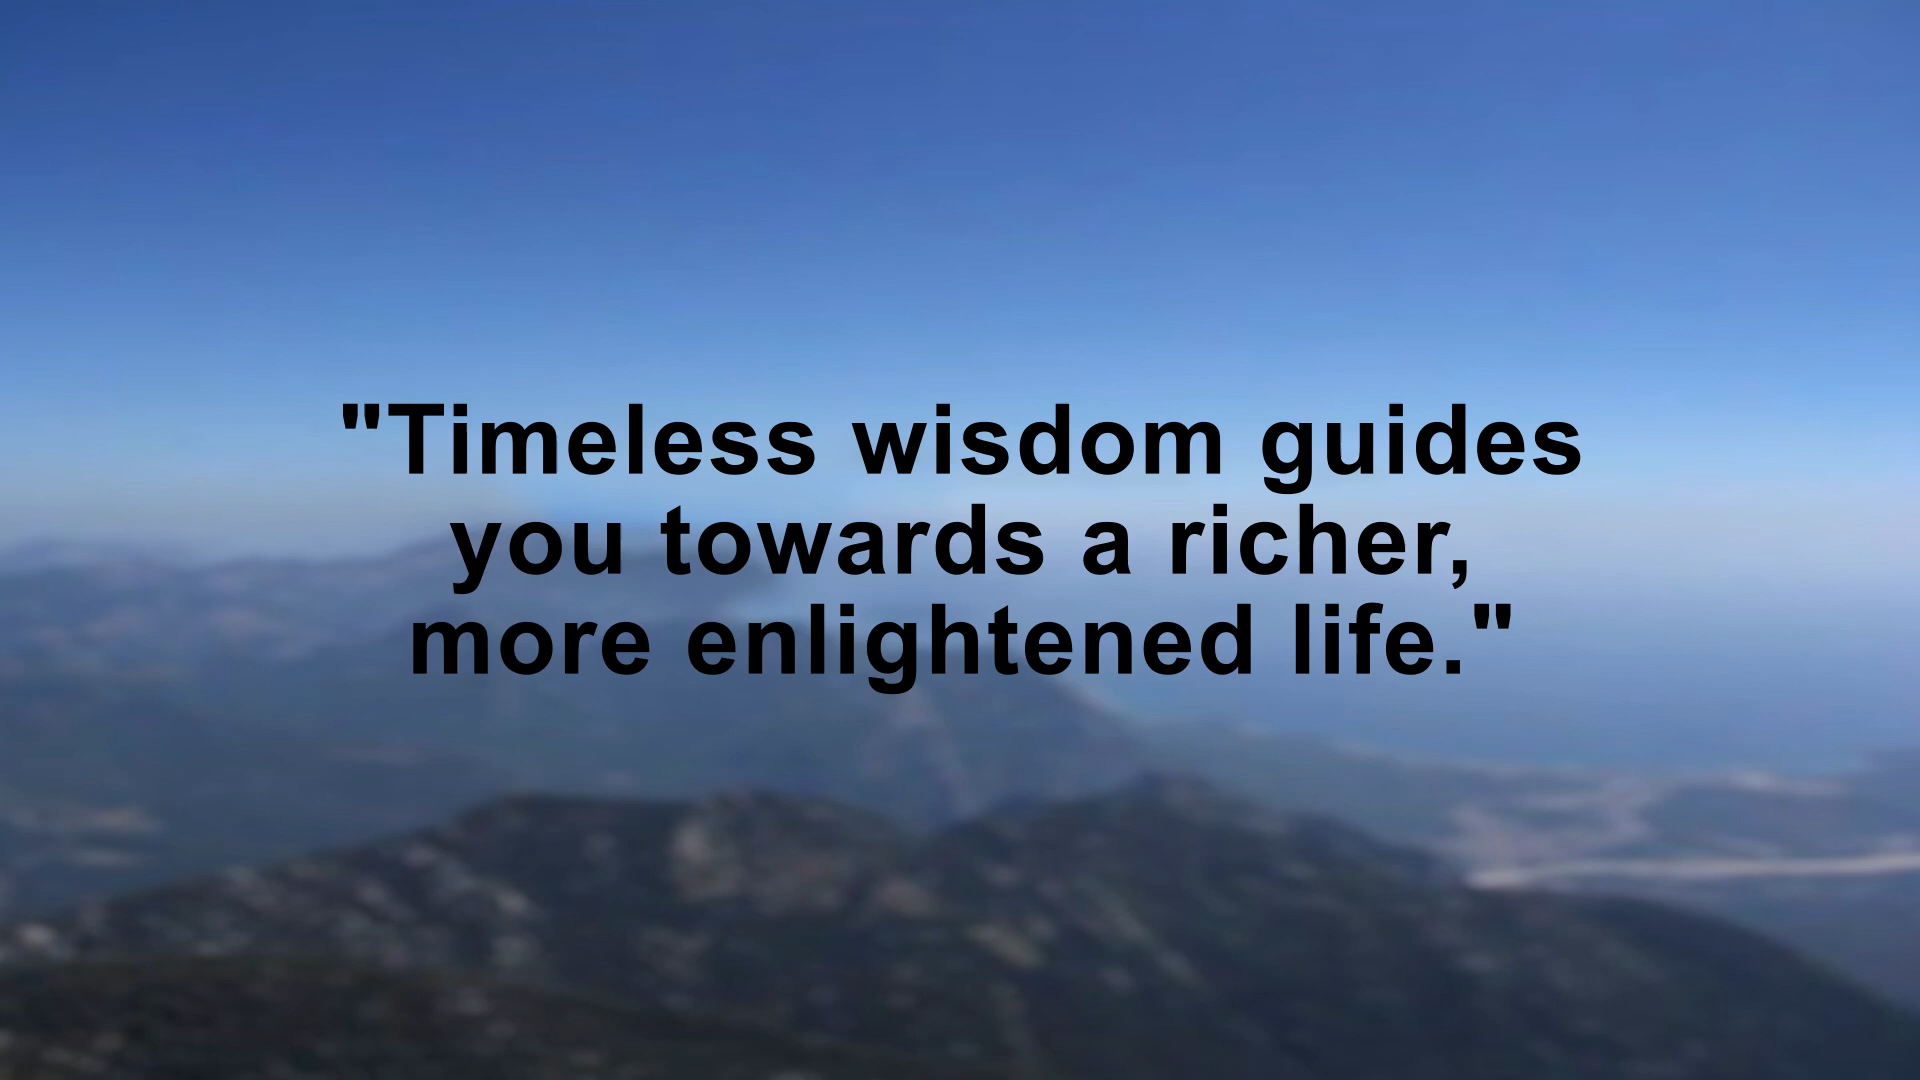 "Timeless wisdom guides
you towards a richer,
more enlightened life."